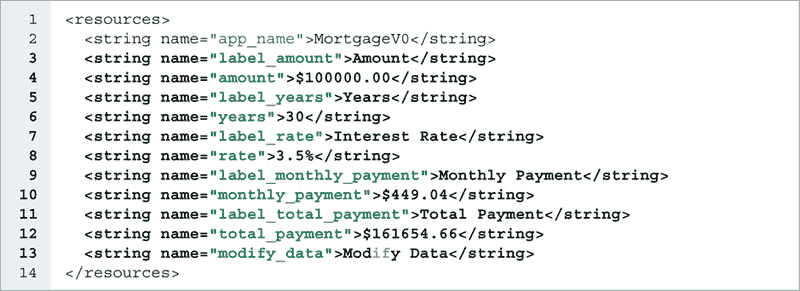 1 <resources>
2 <string name="app_name">MortgageV0</string>
3 <string name="label_amount">Amount</string>
4 <string name="amount">$100000.00</string>
5 <string name="label_years">Years</string>
6 <string name="years">30</string>
7 <string name="label_rate">Interest Rate</string>
8 <string name="rate">3.5%</string>
9 <string name="label_monthly_payment">Monthly Payment</string>
10 <string name="monthly_payment">$449.04</string>
11 <string name="label_total_payment">Total Payment</string>
12 <string name="total_payment">$161654.66</string>
13 <string name="modify_data">Modify Data</string>
14 </resources>